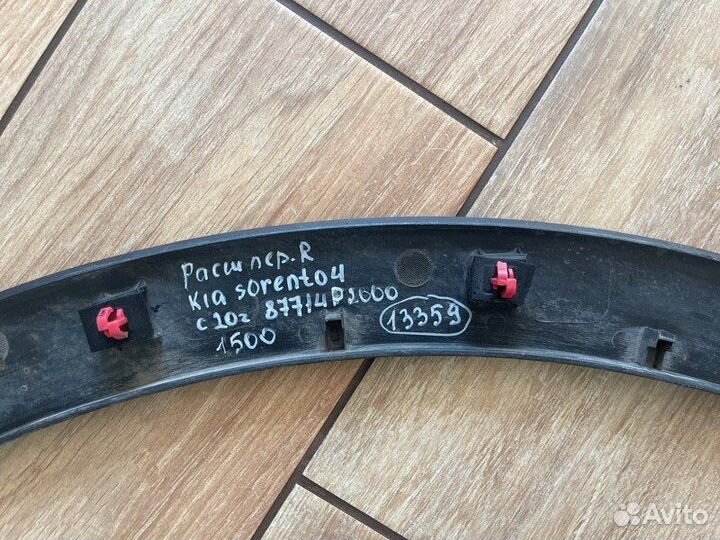 Расш пер. R
Kia sorento4
с 20г 87714P2000
1500
13359
Avito